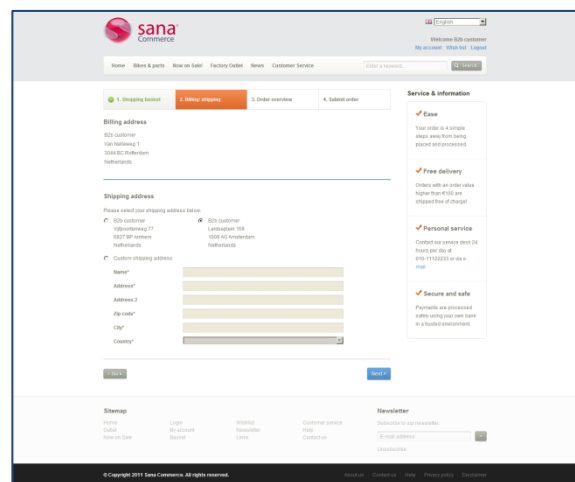 sana
Commerce
English
Welcome B2b customer
My account Wish list Logout
Home Bikes & parts Now on Sale! Factory Outlet News Customer Service
Enter a keyword...
Search
1. Shopping basket
2. Billing/ shipping
3. Order overview
4. Submit order
Billing address
B2b customer
Van Nelleweg 1
3044 BC Rotterdam
Netherlands
Shipping address
Please select your shipping address below.
B2b customer
Vijfpoortenweg 77
6827 BP Arnhem
Netherlands
B2b customer
Leidseplein 159
1004 AG Amsterdam
Netherlands
Custom shipping address
Name*
Address*
Address 2
Zip code*
City*
Country*
< Back
Next >
Service & information
Ease
Your order is 4 simple
steps away from being
placed and processed.
Free delivery
Orders with an order value
higher than €100 are
shipped free of charge!
Personal service
Contact our service desk 24
hours per day at
010-11122233 or via e-
mail.
Secure and safe
Payments are processed
safely using your own bank
in a trusted environment.
Sitemap
Home Login Wishlist Customer service
Outlet My account Newsletter Help
Now on Sale Basket Links Contact us
Newsletter
Subscribe to our newsletter
E-mail address
Unsubscribe
© Copyright 2011 Sana Commerce. All rights reserved.
About us Contact us Help Privacy policy Disclaimer